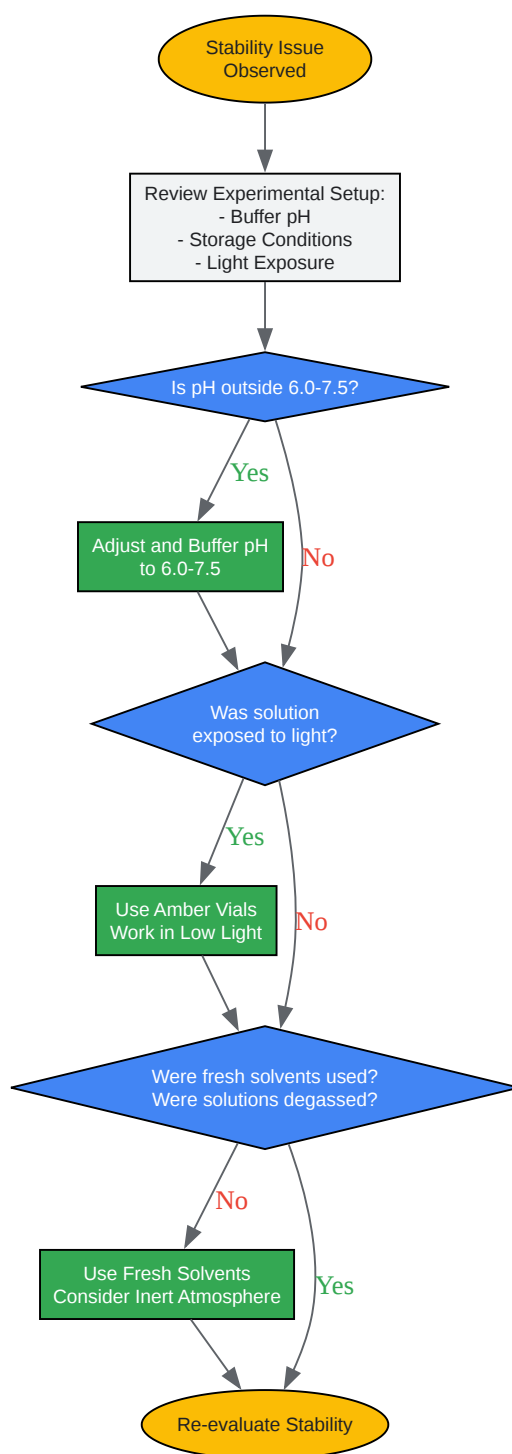 Stability Issue
Observed
Review Experimental Setup:
- Buffer pH
- Storage Conditions
- Light Exposure
Is pH outside 6.0-7.5?
Yes
Adjust and Buffer pH
to 6.0-7.5
No
Was solution
exposed to light?
Yes
Use Amber Vials
Work in Low Light
No
Were fresh solvents used?
Were solutions degassed?
No
Use Fresh Solvents
Consider Inert Atmosphere
Yes
Re-evaluate Stability